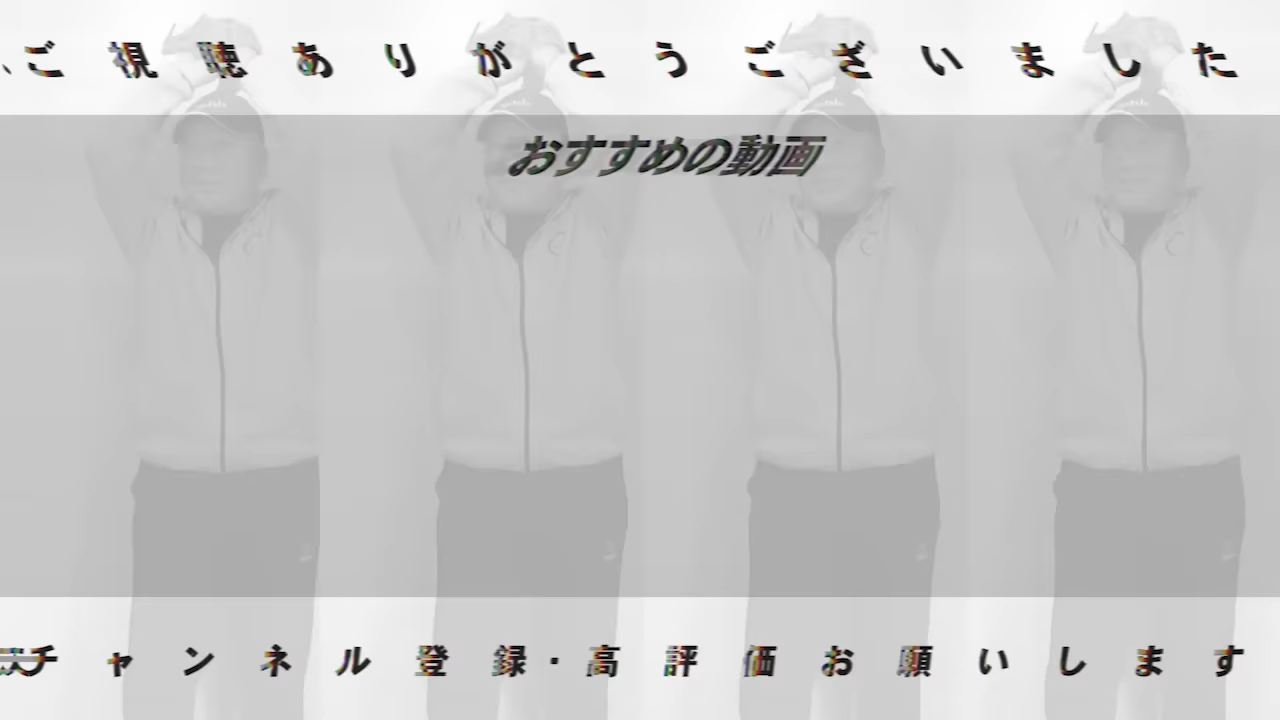 ご視聴ありがとうございました
おすすめの動画
チャンネル登録・高評価お願いします